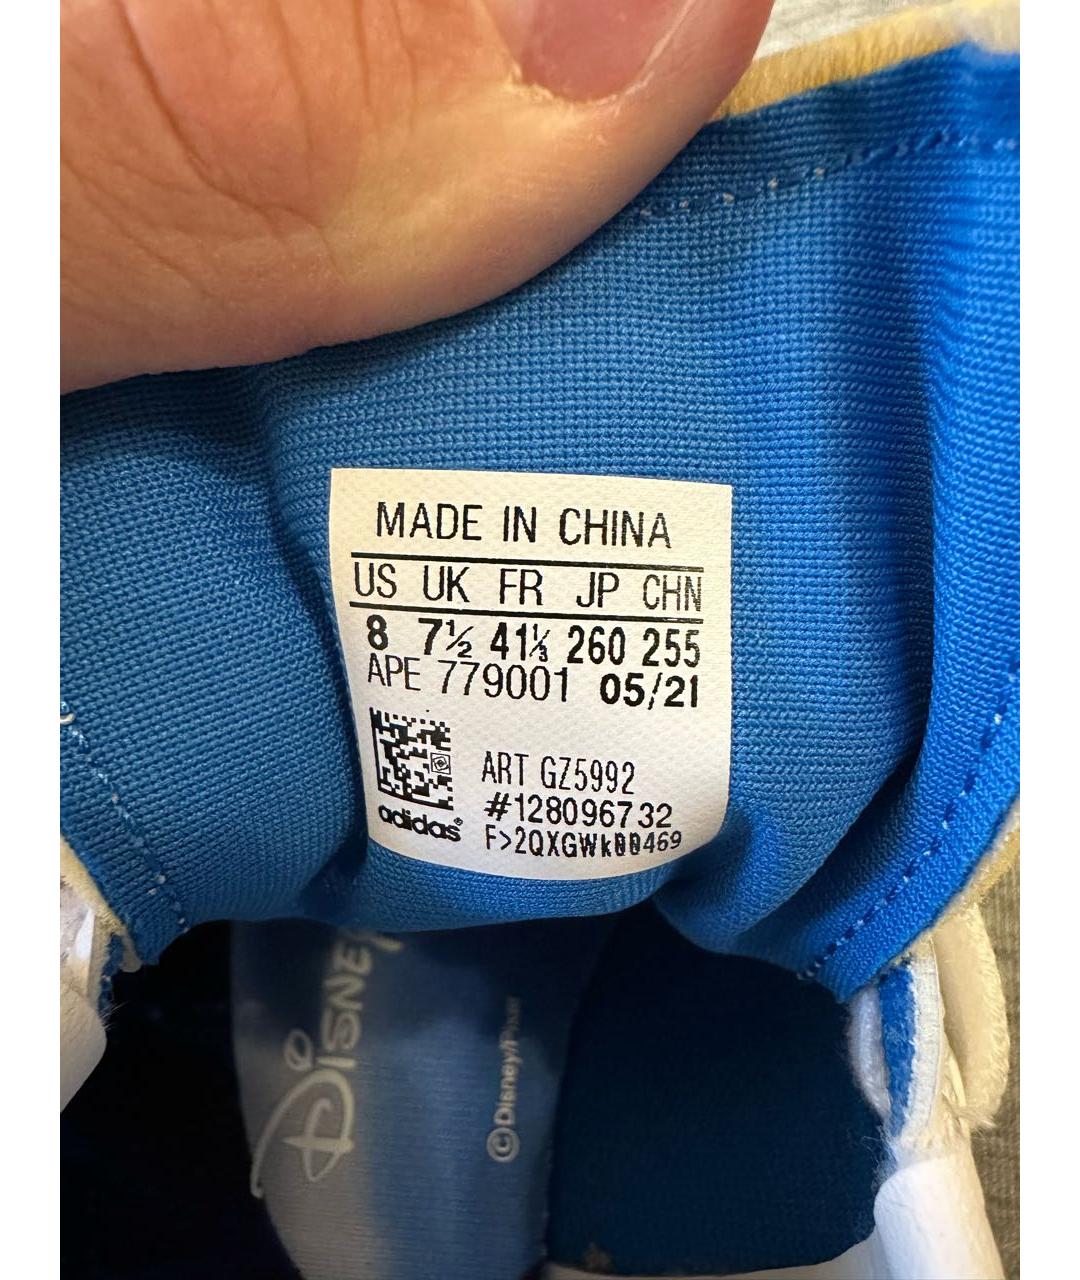 MADE IN CHINA
US UK FR JP CHN
8 7½ 41⅓ 260 255
APE 779001 05/21
ART GZ5992
#128096732
adidas®
F>2QXGWk00469
DISNEY
©Disney/Pixar